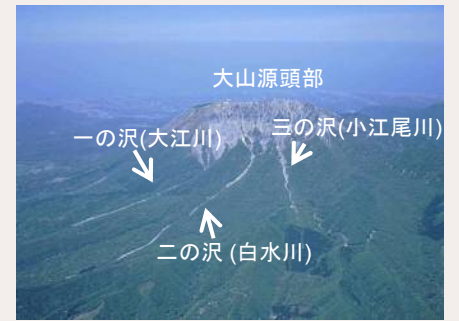 大山源頭部
一の沢(大江川)
三の沢(小江尾川)
二の沢 (白水川)